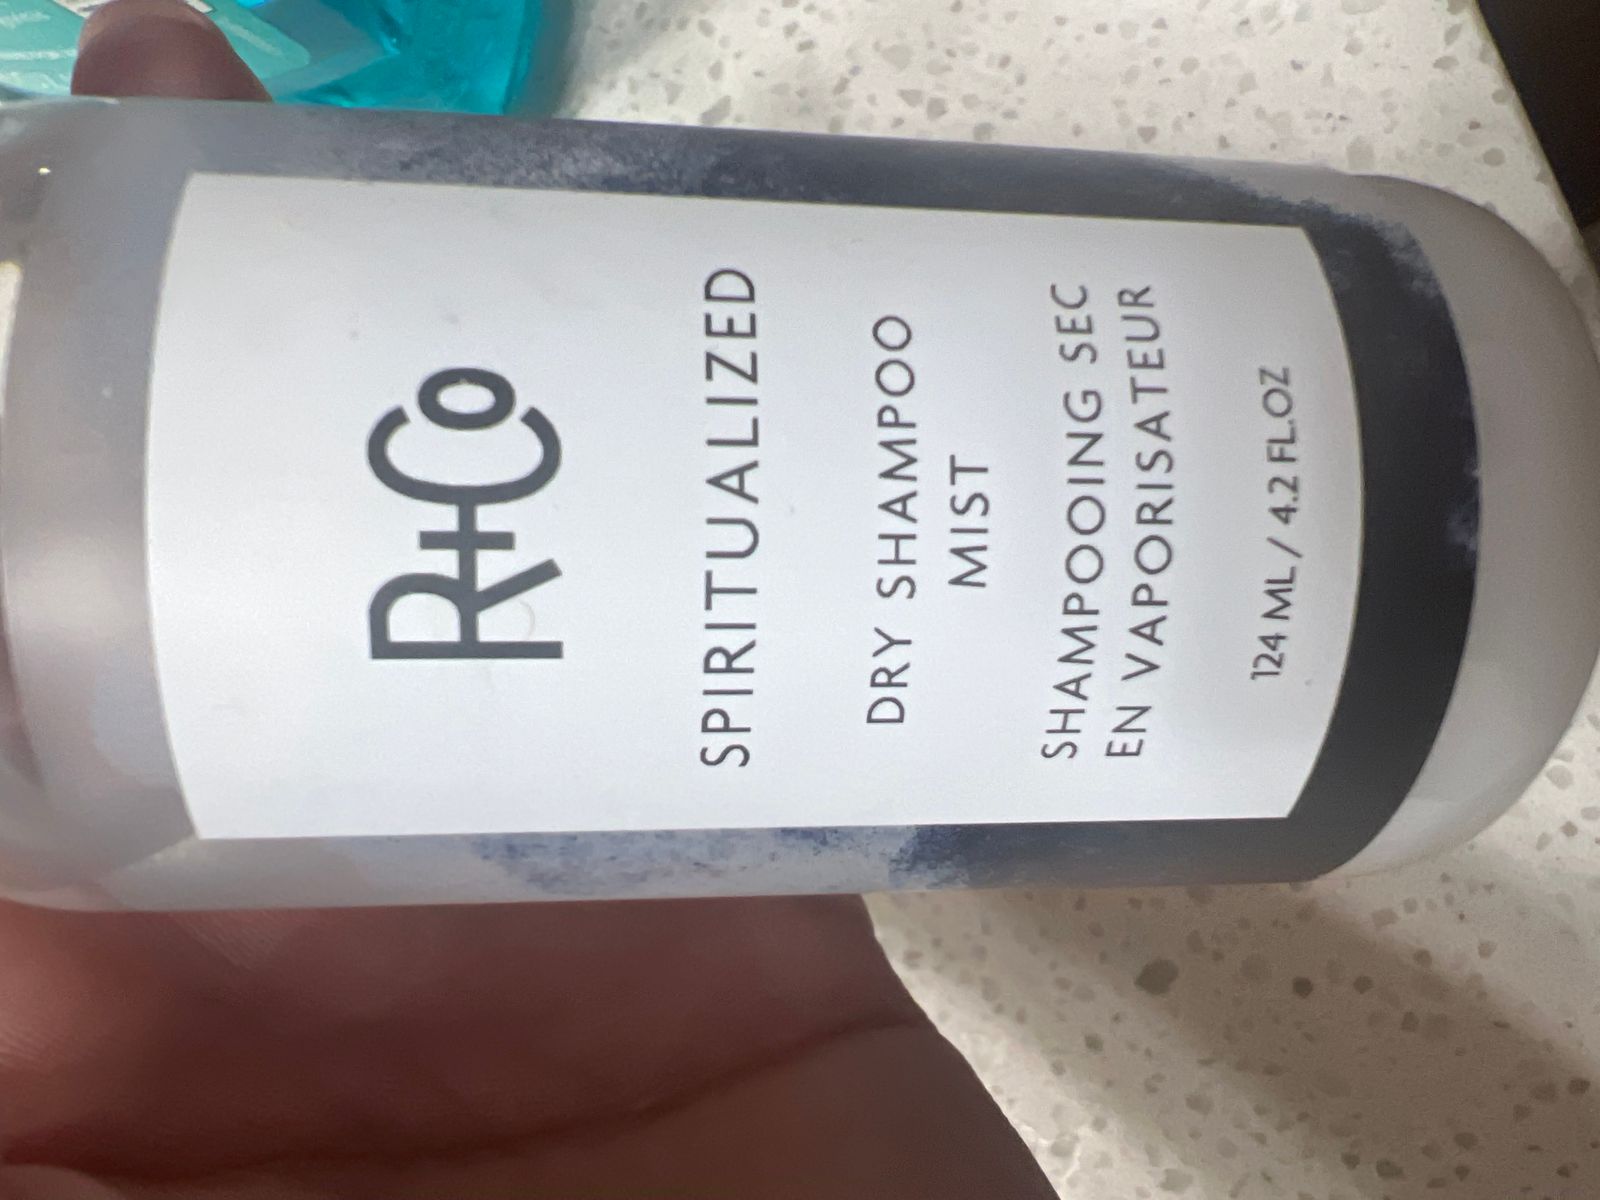 R+Co
SPIRITUALIZED
DRY SHAMPOO
MIST
SHAMPOOING SEC
EN VAPORISATEUR
124 ML / 4.2 FL.OZ